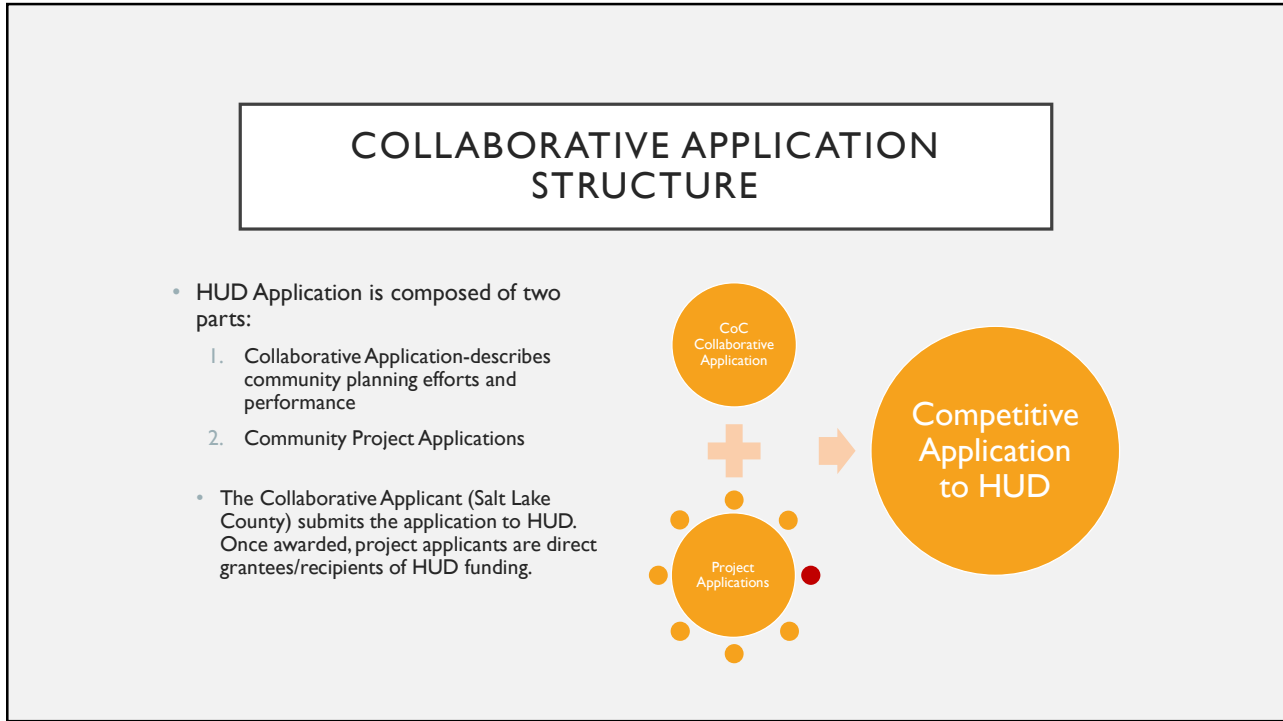 COLLABORATIVE APPLICATION
STRUCTURE
• HUD Application is composed of two
parts:
1. Collaborative Application-describes
community planning efforts and
performance
2. Community Project Applications
• The Collaborative Applicant (Salt Lake
County) submits the application to HUD.
Once awarded, project applicants are direct
grantees/recipients of HUD funding.
CoC
Collaborative
Application
Project
Applications
Competitive
Application
to HUD